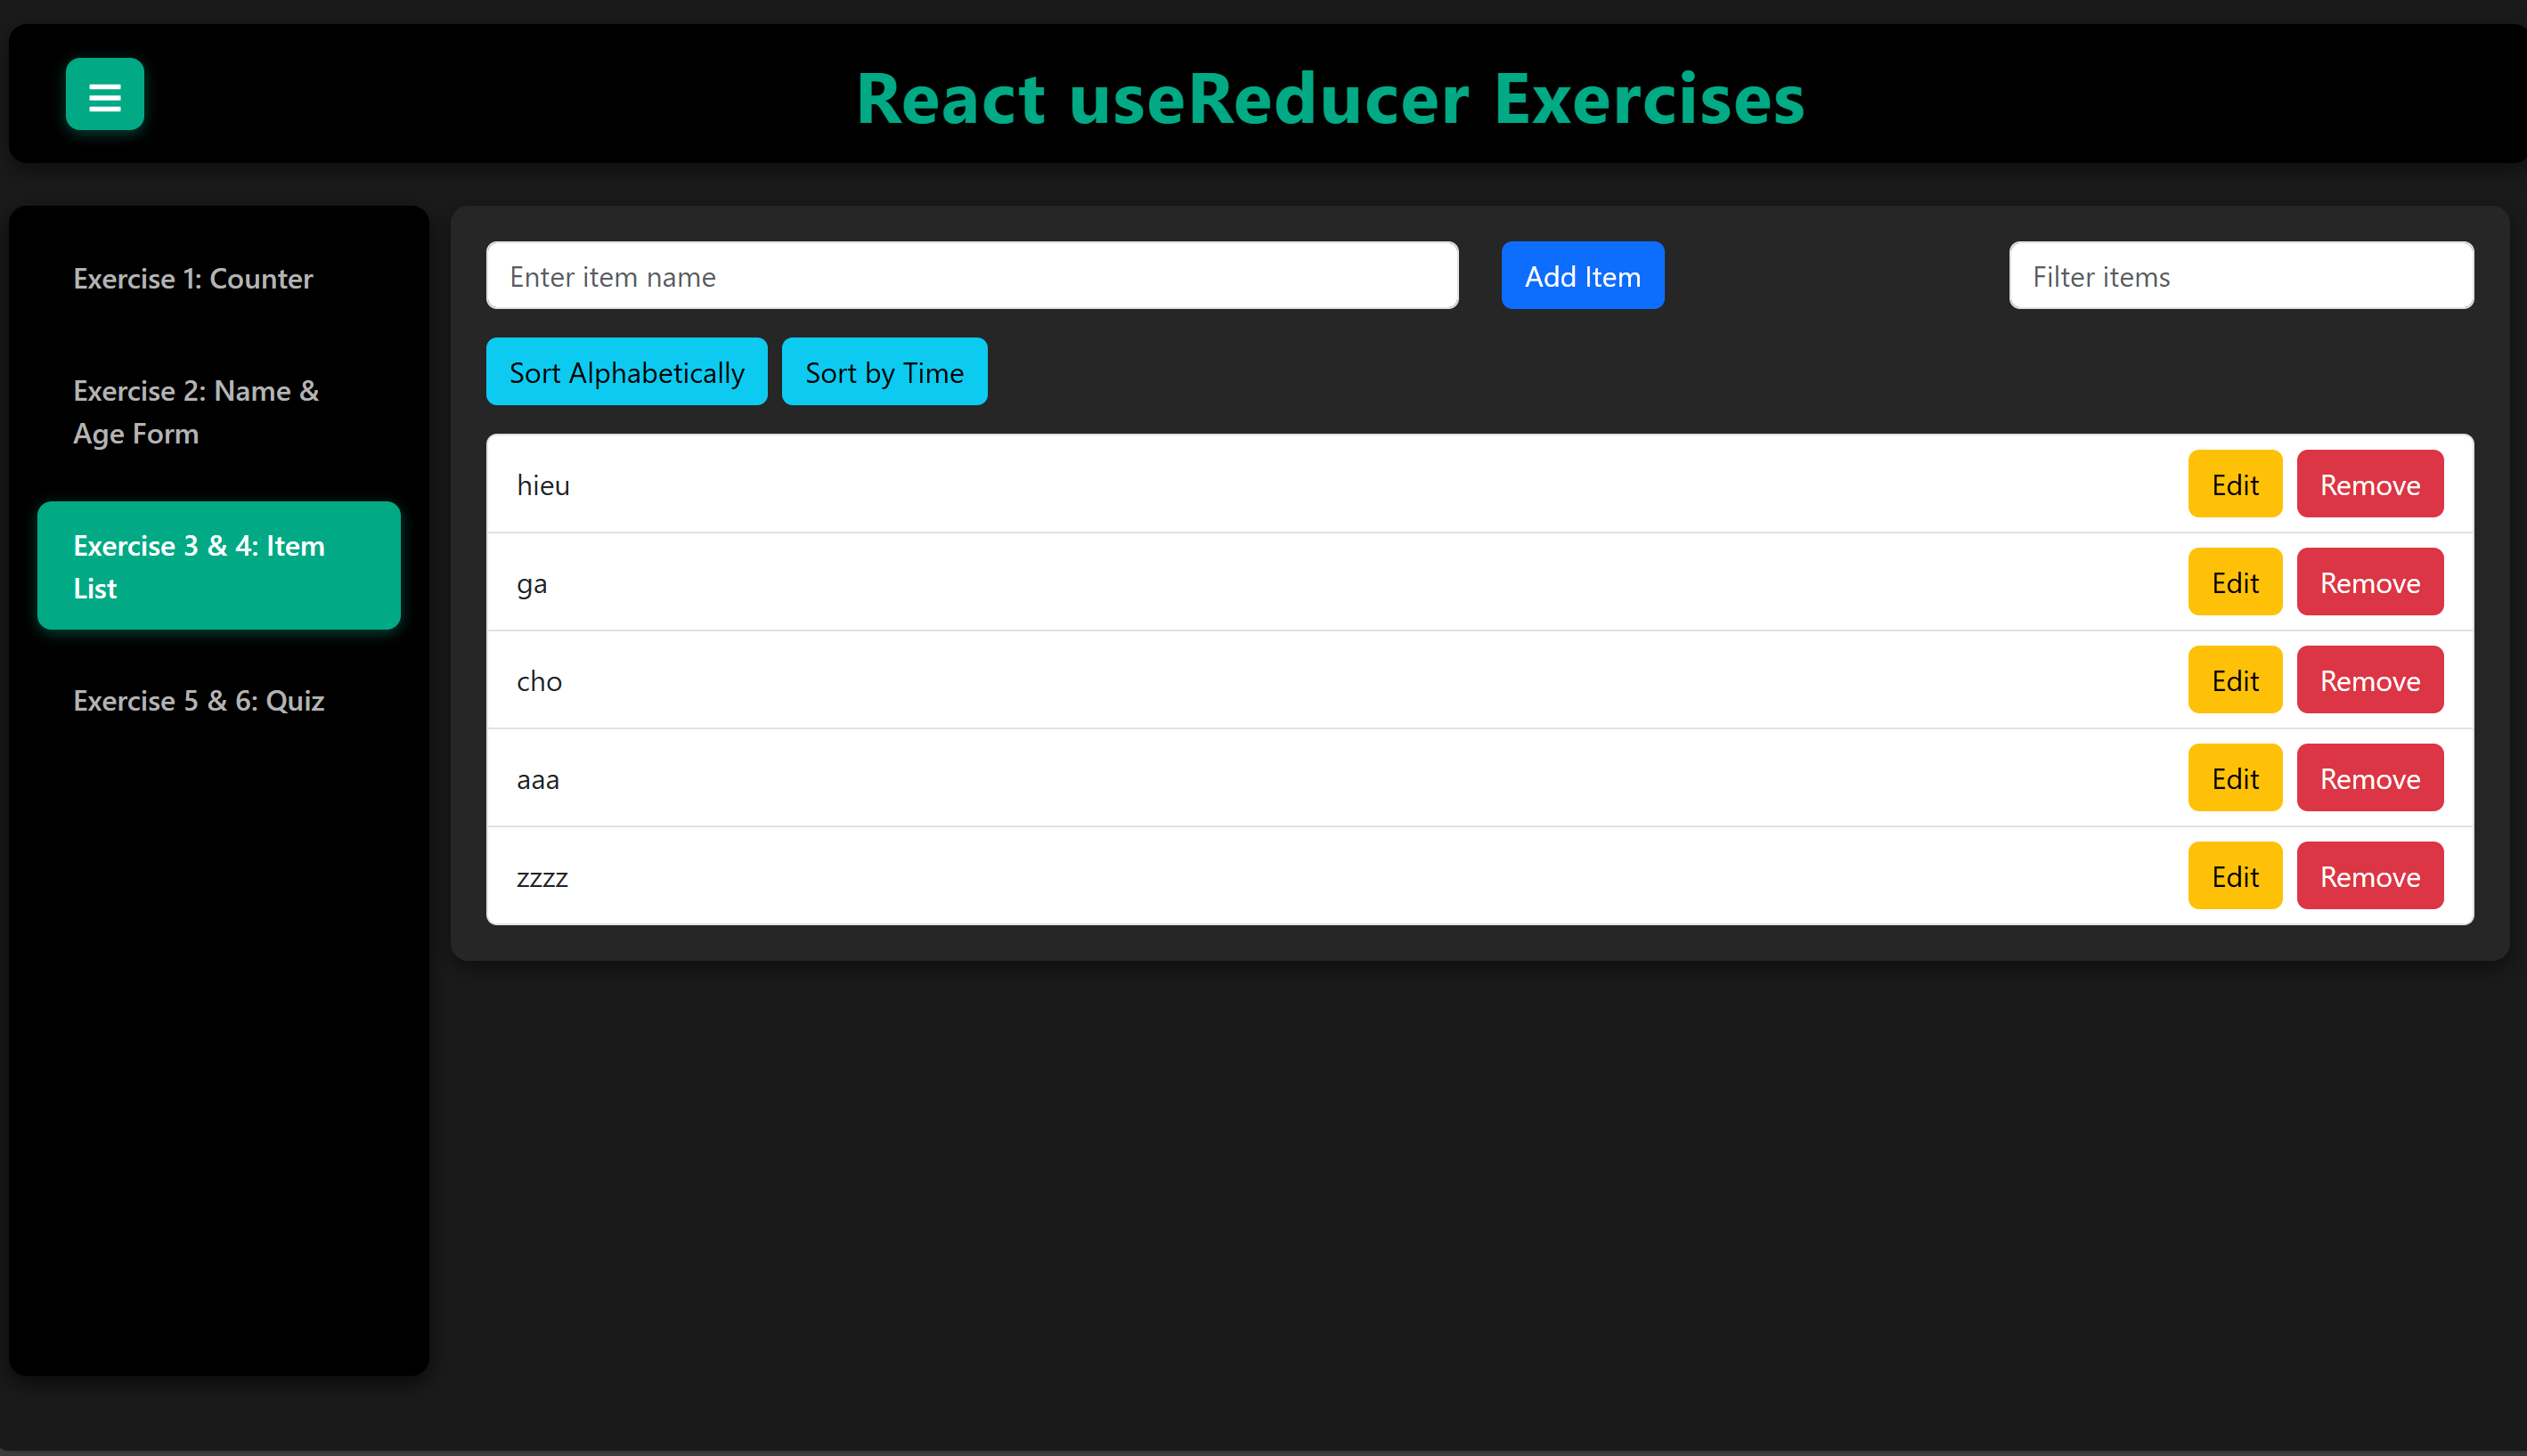 React useReducer Exercises
Exercise 1: Counter
Exercise 2: Name &
Age Form
Exercise 3 & 4: Item
List
Exercise 5 & 6: Quiz
Enter item name
Add Item
Filter items
Sort Alphabetically
Sort by Time
hieu
Edit
Remove
ga
Edit
Remove
cho
Edit
Remove
aaa
Edit
Remove
zzzz
Edit
Remove